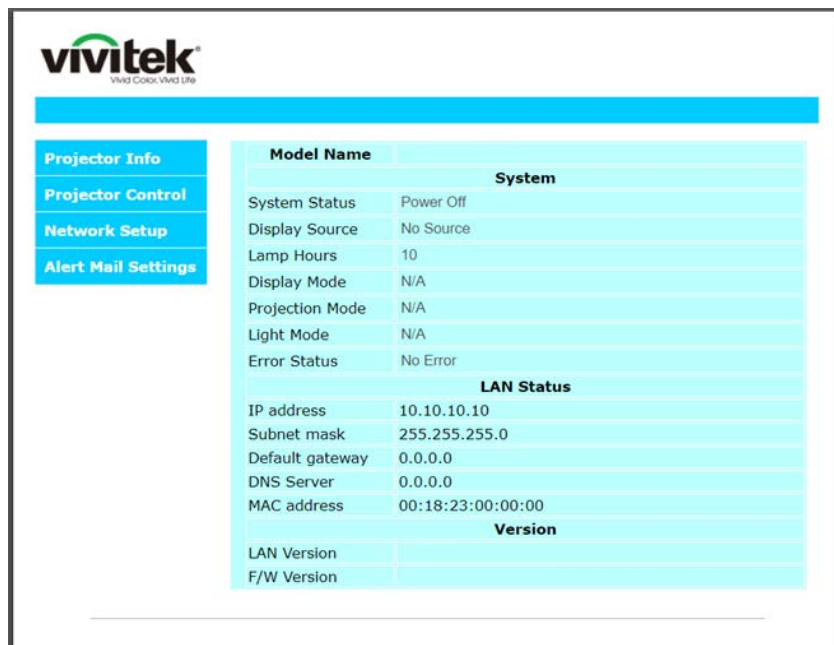 vivitek®
Vivid Color, Vivid Life
Projector Info
Projector Control
Network Setup
Alert Mail Settings
Model Name
System
System Status Power Off
Display Source No Source
Lamp Hours 10
Display Mode N/A
Projection Mode N/A
Light Mode N/A
Error Status No Error
LAN Status
IP address 10.10.10.10
Subnet mask 255.255.255.0
Default gateway 0.0.0.0
DNS Server 0.0.0.0
MAC address 00:18:23:00:00:00
Version
LAN Version
F/W Version